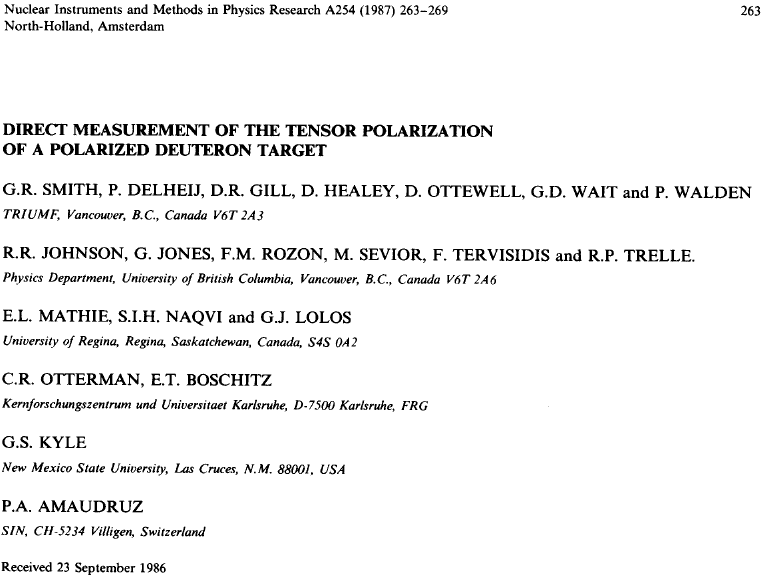 Nuclear Instruments and Methods in Physics Research A254 (1987) 263-269
263
North-Holland, Amsterdam
DIRECT MEASUREMENT OF THE TENSOR POLARIZATION
OF A POLARIZED DEUTERON TARGET
G.R. SMITH, P. DELHEIJ, D.R. GILL, D. HEALEY, D. OTTEWELL, G.D. WAIT and P. WALDEN
TRIUMF, Vancouver, B.C., Canada V6T 2A3
R.R. JOHNSON, G. JONES, F.M. ROZON, M. SEVIOR, F. TERVISIDIS and R.P. TRELLE.
Physics Department, University of British Columbia, Vancouver, B.C., Canada V6T 2A6
E.L. MATHIE, S.I.H. NAQVI and G.J. LOLOS
University of Regina, Regina, Saskatchewan, Canada, S4S 0A2
C.R. OTTERMAN, E.T. BOSCHITZ
Kernforschungszentrum und Universitaet Karlsruhe, D-7500 Karlsruhe, FRG
G.S. KYLE
New Mexico State University, Las Cruces, N.M. 88001, USA
P.A. AMAUDRUZ
SIN, CH-5234 Villigen, Switzerland
Received 23 September 1986